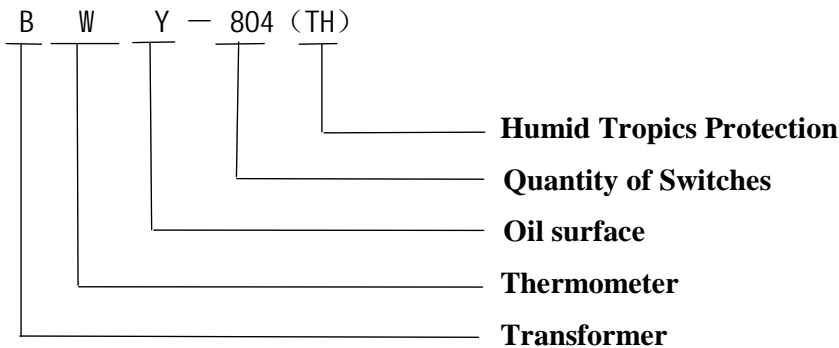 B W Y — 804 (TH)
Humid Tropics Protection
Quantity of Switches
Oil surface
Thermometer
Transformer